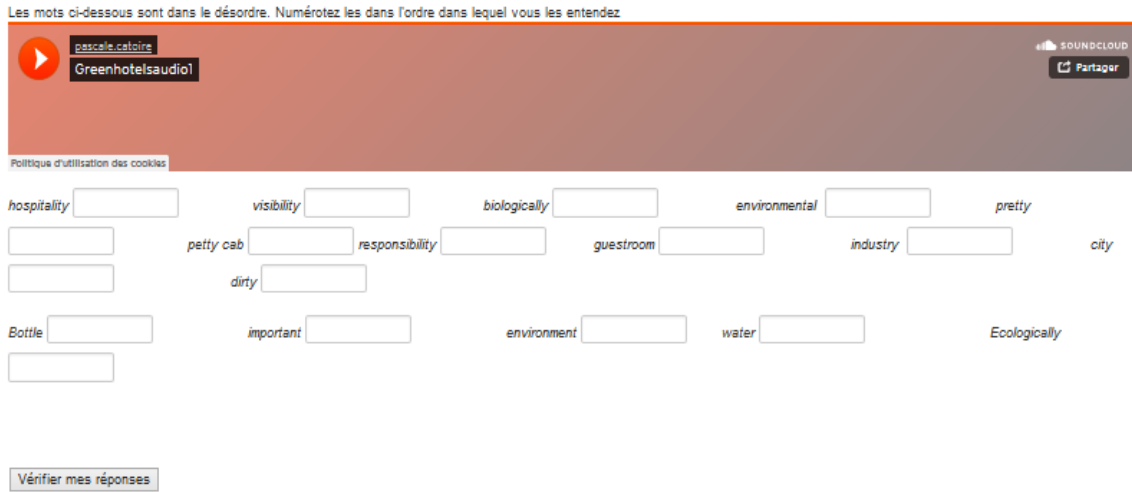 Les mots ci-dessous sont dans le désordre. Numérotez les dans l'ordre dans lequel vous les entendez
pascale.catoire
SOUNDCLOUD
Greenhotelsaudio1
Partager
Politique d'utilisation des cookies
hospitality visibility biologically environmental pretty
petty cab responsibility guestroom industry city
dirty
Bottle important environment water Ecologically
Vérifier mes réponses